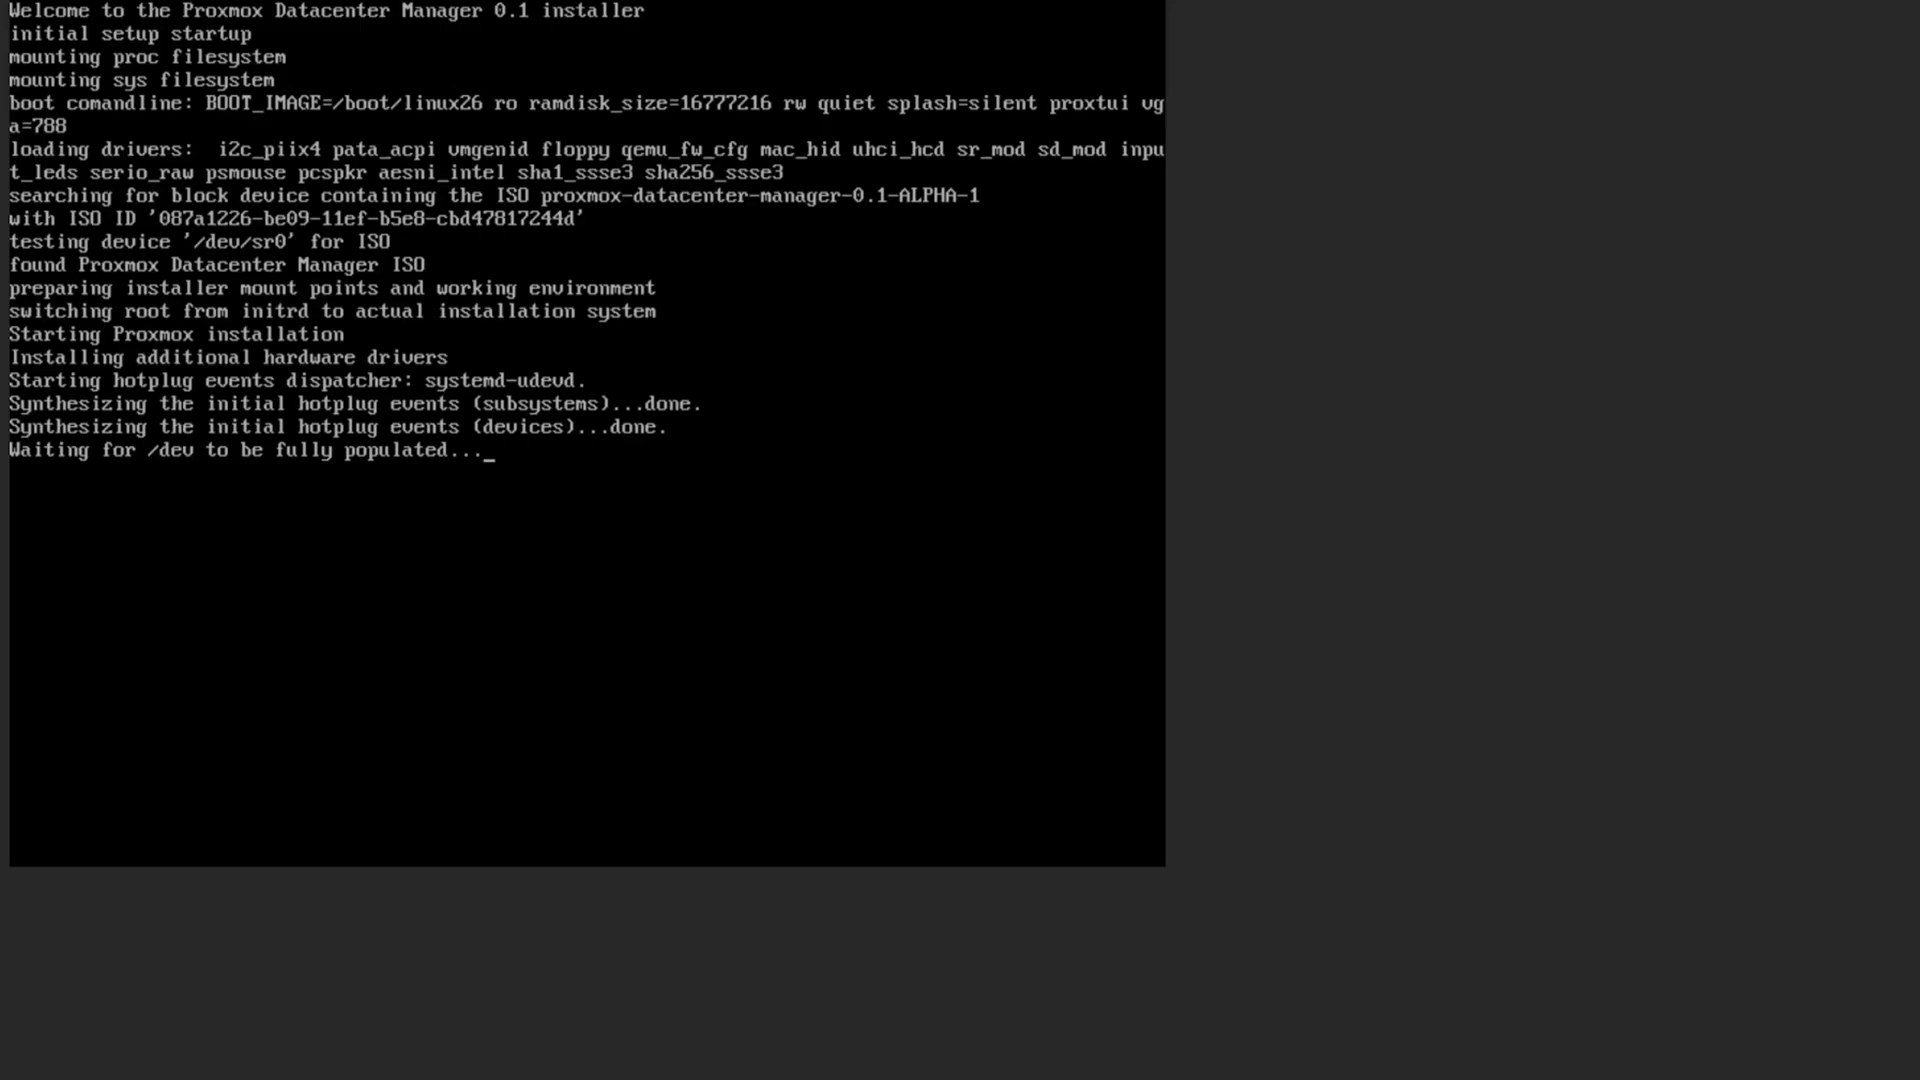 Welcome to the Proxmox Datacenter Manager 0.1 installer
initial setup startup
mounting proc filesystem
mounting sys filesystem
boot comandline: BOOT_IMAGE=/boot/linux26 ro ramdisk_size=16777216 rw quiet splash=silent proxtui vg
a=788
loading drivers:  i2c_piix4 pata_acpi vmgenid floppy qemu_fw_cfg mac_hid uhci_hcd sr_mod sd_mod inpu
t_leds serio_raw psmouse pcspkr aesni_intel sha1_ssse3 sha256_ssse3
searching for block device containing the ISO proxmox-datacenter-manager-0.1-ALPHA-1
with ISO ID '087a1226-be09-11ef-b5e8-cbd47817244d'
testing device '/dev/sr0' for ISO
found Proxmox Datacenter Manager ISO
preparing installer mount points and working environment
switching root from initrd to actual installation system
Starting Proxmox installation
Installing additional hardware drivers
Starting hotplug events dispatcher: systemd-udevd.
Synthesizing the initial hotplug events (subsystems)...done.
Synthesizing the initial hotplug events (devices)...done.
Waiting for /dev to be fully populated..._